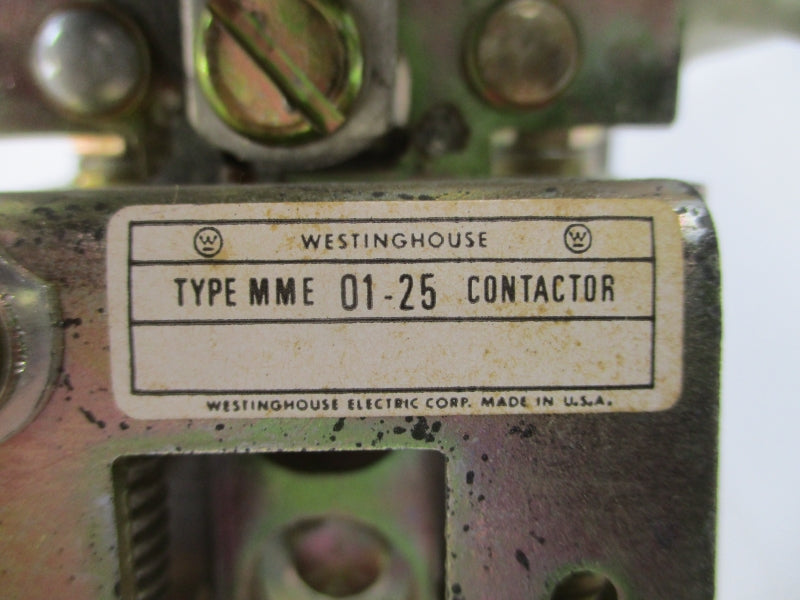 W WESTINGHOUSE W
TYPE MME 01-25 CONTACTOR
WESTINGHOUSE ELECTRIC CORP. MADE IN U.S.A.